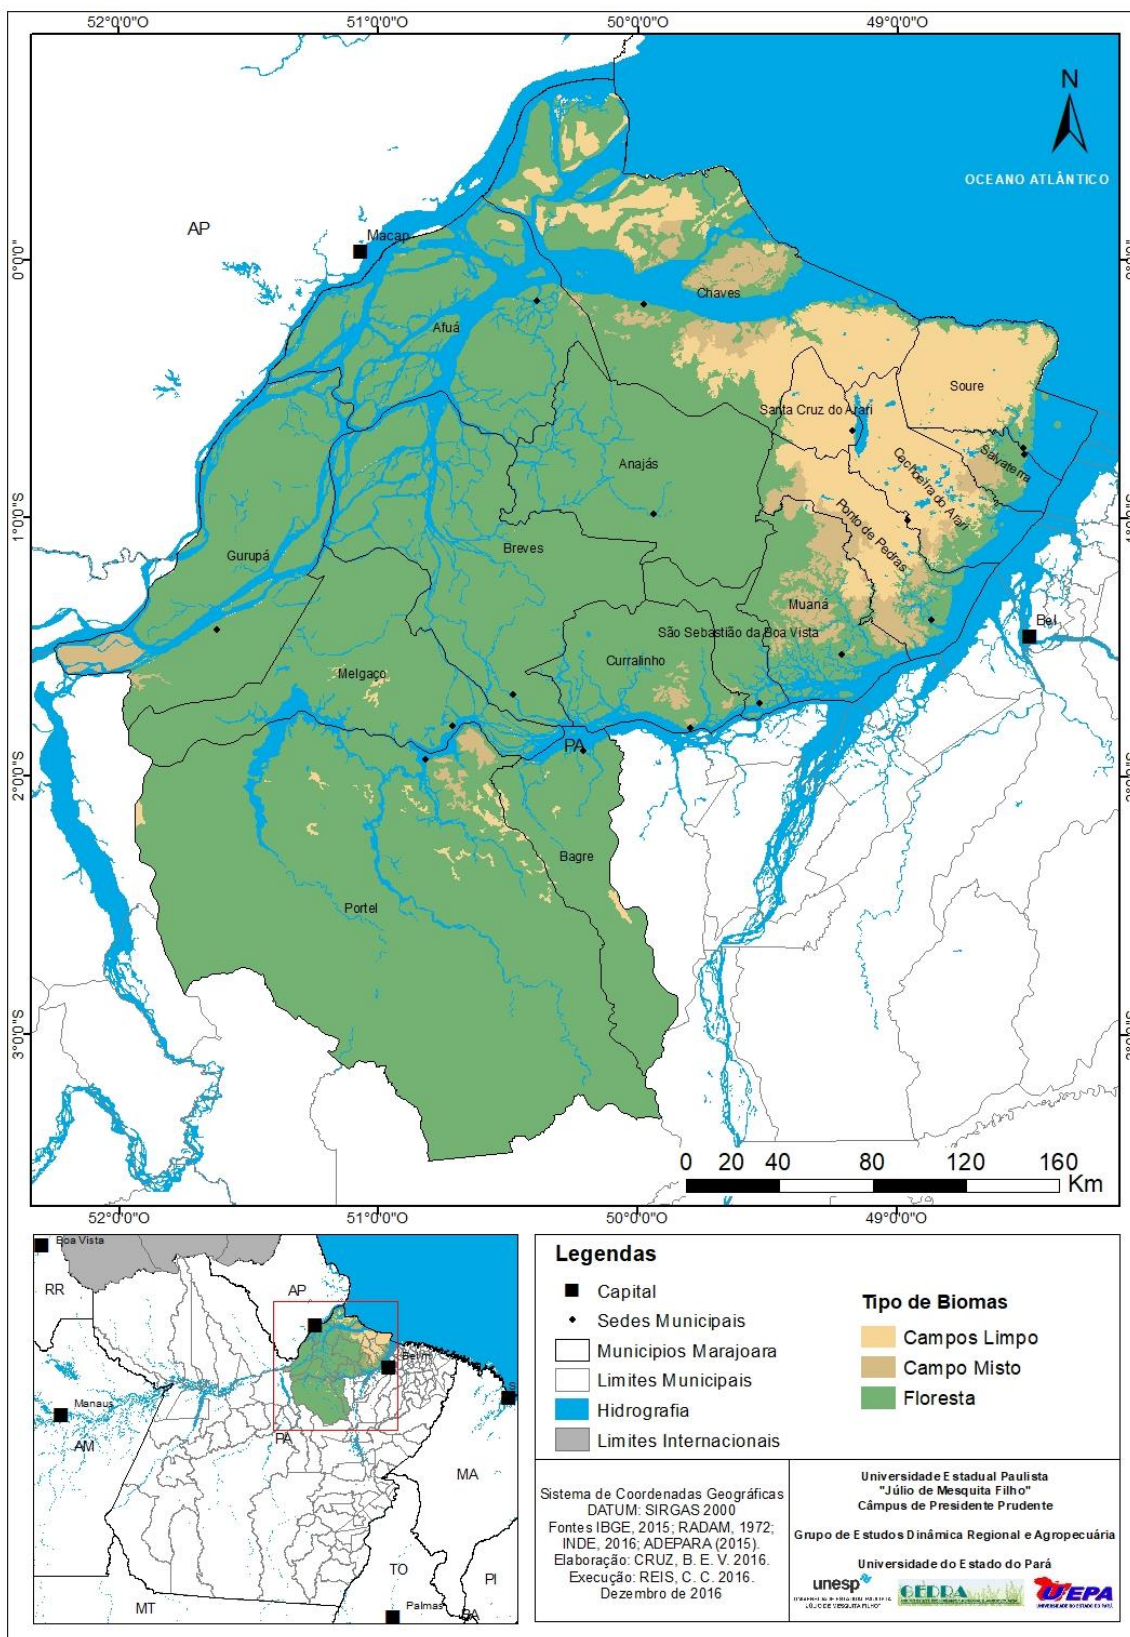 52°0'0"O 51°0'0"O 50°0'0"O 49°0'0"O
N
OCEANO ATLÂNTICO
AP
Macap
0°0'0"
0°0'0"
Chaves
Afuá
Soure
Santa Cruz do Arari
Anajás
Cachoeira do Arari
Salvaterra
1°0'0"S
Ponto de Pedras
Breves
Gurupá
Muaná
Bel
São Sebastião da Boa Vista
Curralinho
Melgaço
PA
2°0'0"S
Bagre
Portel
3°0'0"S
0 20 40 80 120 160
Km
52°0'0"O 51°0'0"O 50°0'0"O 49°0'0"O
Boa Vista
RR
AP
Manaus
AM
PA
MA
TO
PI
MT
Palmas
BA
Legendas
Capital
Sedes Municipais
Municipios Marajoara
Limites Municipais
Hidrografia
Limites Internacionais
Tipo de Biomas
Campos Limpo
Campo Misto
Floresta
Sistema de Coordenadas Geográficas
DATUM: SIRGAS 2000
Fontes IBGE, 2015; RADAM, 1972;
INDE, 2016; ADEPARA (2015).
Elaboração: CRUZ, B. E. V. 2016.
Execução: REIS, C. C. 2016.
Dezembro de 2016
Universidade Estadual Paulista
"Júlio de Mesquita Filho"
Câmpus de Presidente Prudente
Grupo de Estudos Dinâmica Regional e Agropecuária
Universidade do Estado do Pará
unesp
GEDRA
UEPA